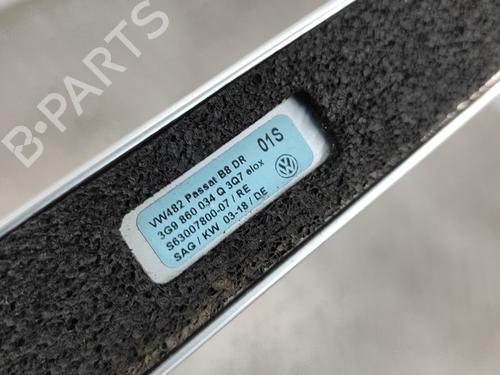 B-PARTS
VW482 Passat B8 DR 01S
3G9 860 034 Q 3Q7 elox
S63007800-07 / RE
SAG / KW 03-18 / DE